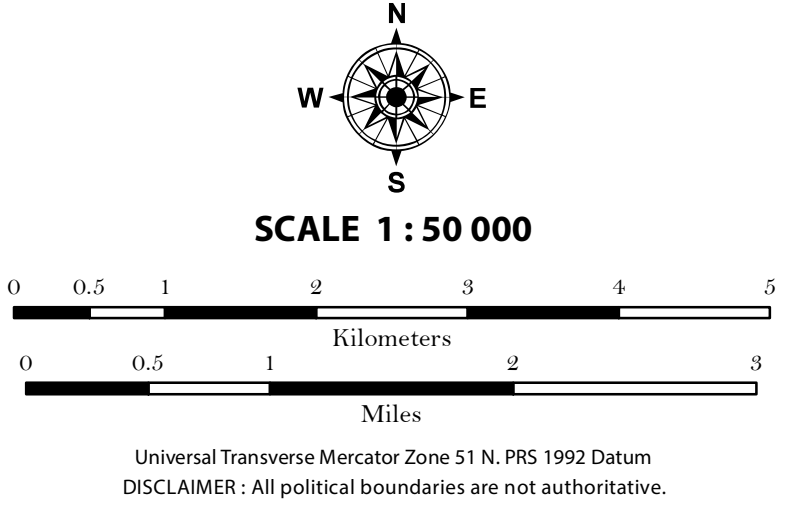 N
W E
S
SCALE 1 : 50 000
0 0.5 1 2 3 4 5
Kilometers
0 0.5 1 2 3
Miles
Universal Transverse Mercator Zone 51 N. PRS 1992 Datum
DISCLAIMER : All political boundaries are not authoritative.